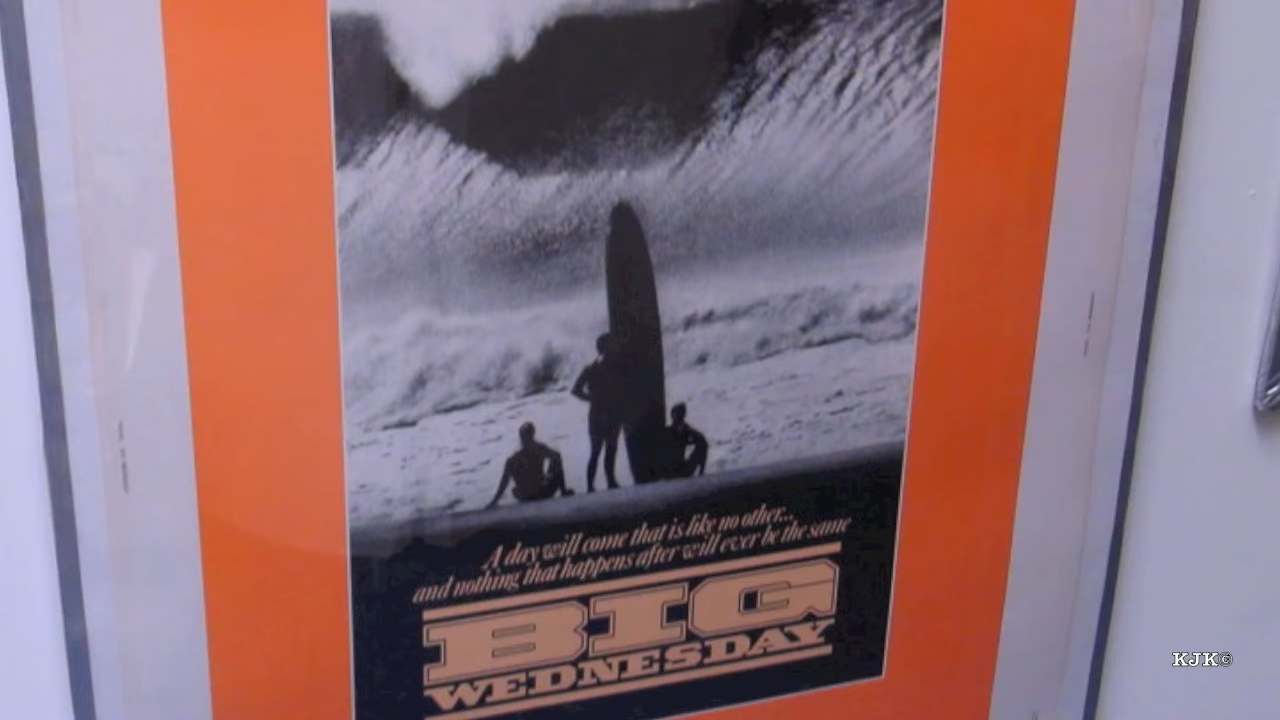 A day will come that is like no other...
and nothing that happens after will ever be the same
BIG
WEDNESDAY
KJK©